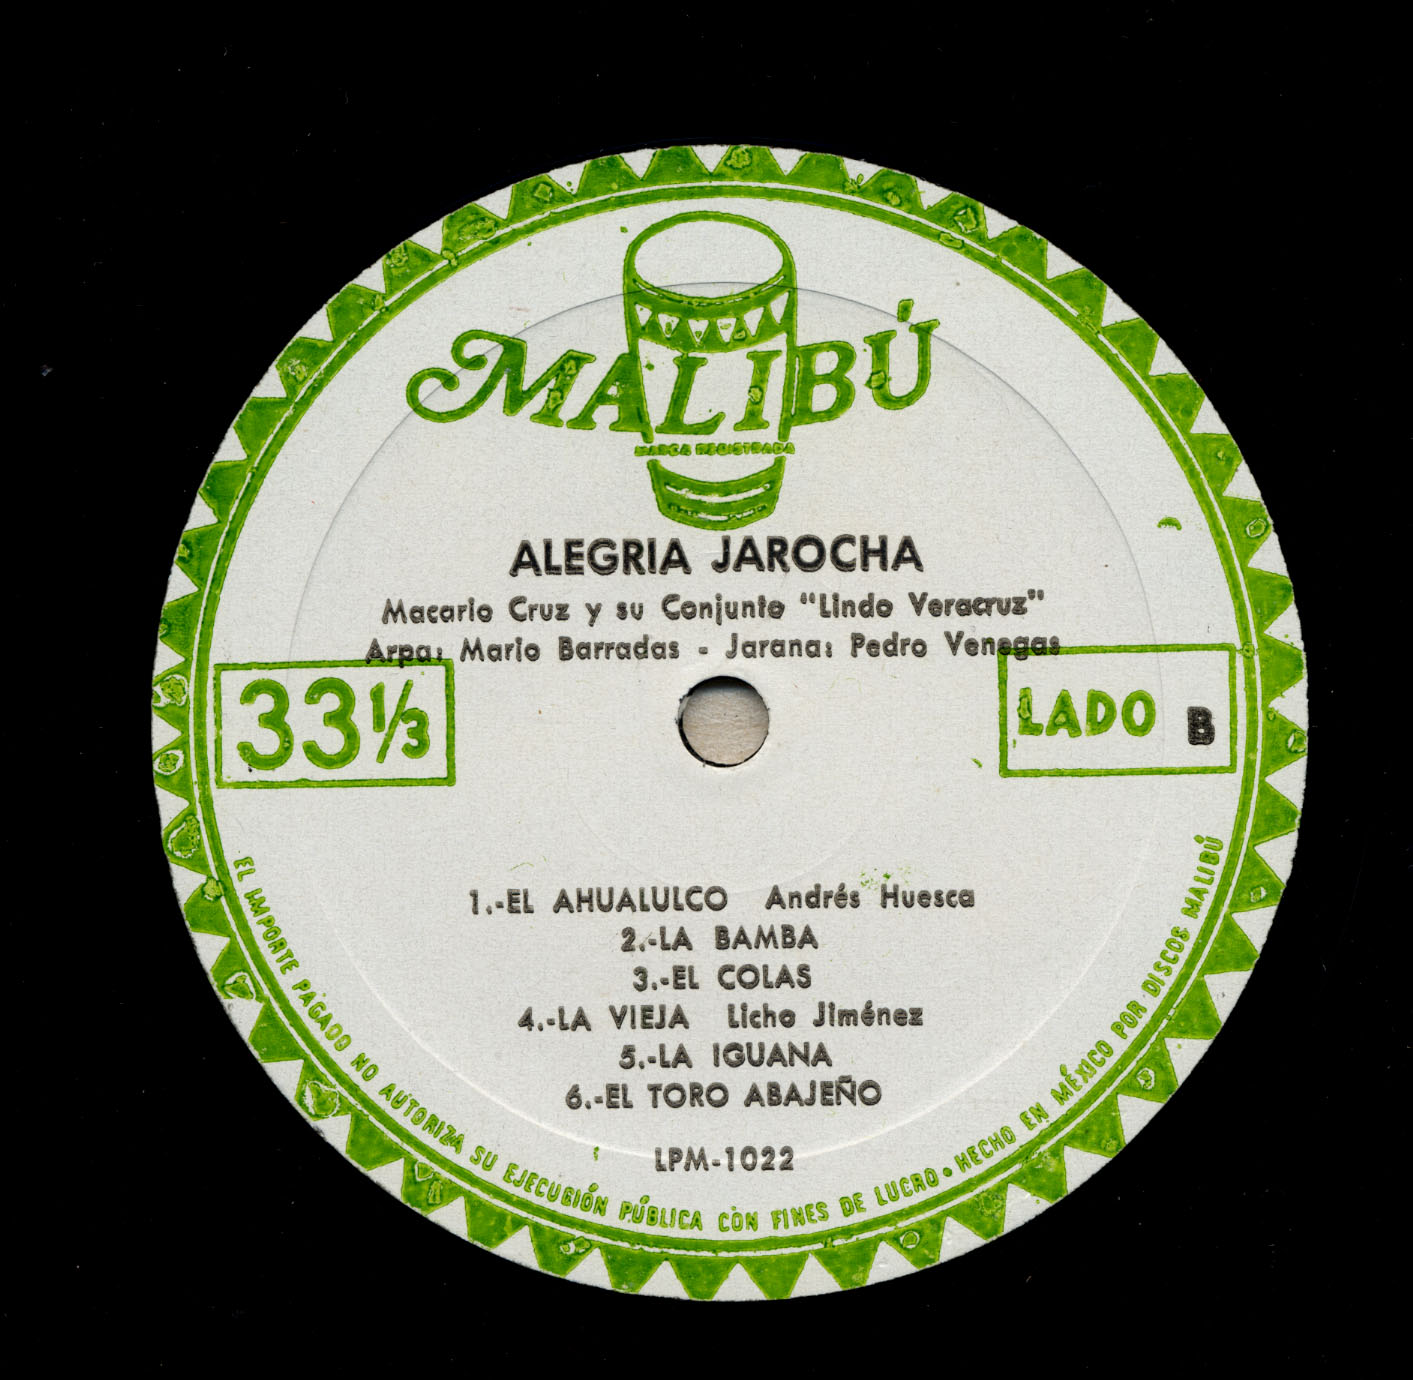 MALIBÚ
MARCA REGISTRADA
ALEGRIA JAROCHA
Macario Cruz y su Conjunto "Lindo Veracruz"
Arpa: Mario Barradas - Jarana: Pedro Venegas
33 1/3
LADO B
1.-EL AHUALULCO Andrés Huesca
2.-LA BAMBA
3.-EL COLAS
4.-LA VIEJA Licho Jiménez
5.-LA IGUANA
6.-EL TORO ABAJEÑO
LPM-1022
EL IMPORTE PAGADO NO AUTORIZA SU EJECUCIÓN PÚBLICA CON FINES DE LUCRO • HECHO EN MÉXICO POR DISCOS MALIBÚ